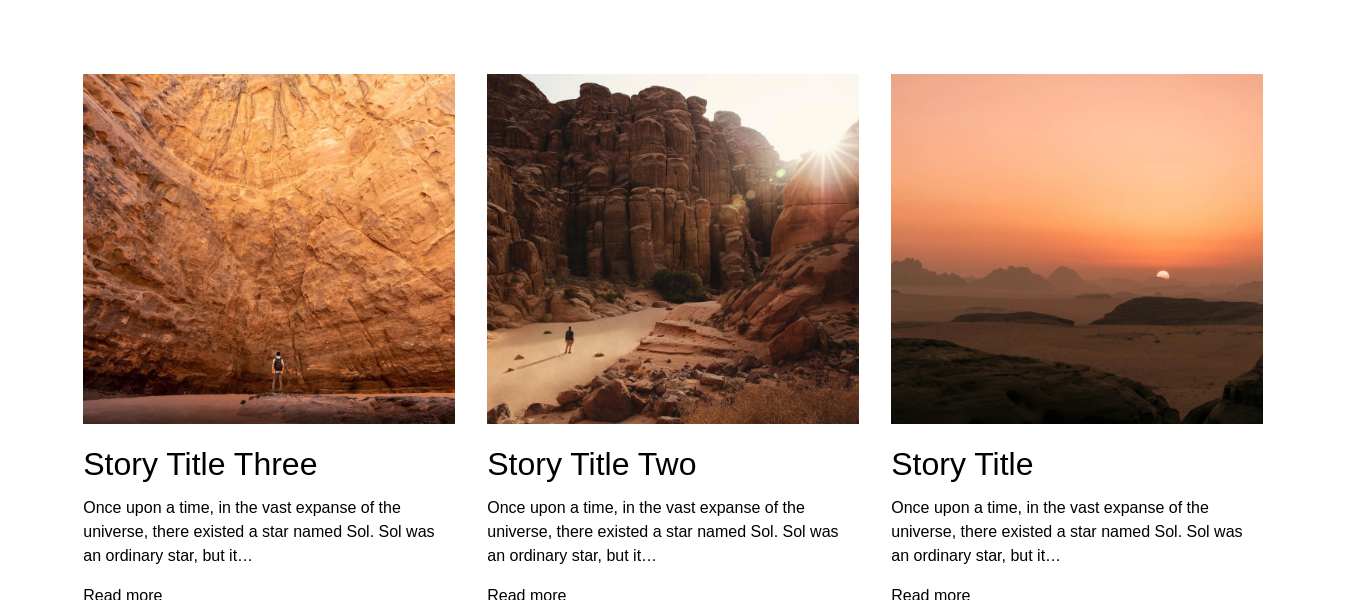 Story Title Three
Once upon a time, in the vast expanse of the
universe, there existed a star named Sol. Sol was
an ordinary star, but it…
Read more
Story Title Two
Once upon a time, in the vast expanse of the
universe, there existed a star named Sol. Sol was
an ordinary star, but it…
Read more
Story Title
Once upon a time, in the vast expanse of the
universe, there existed a star named Sol. Sol was
an ordinary star, but it…
Read more